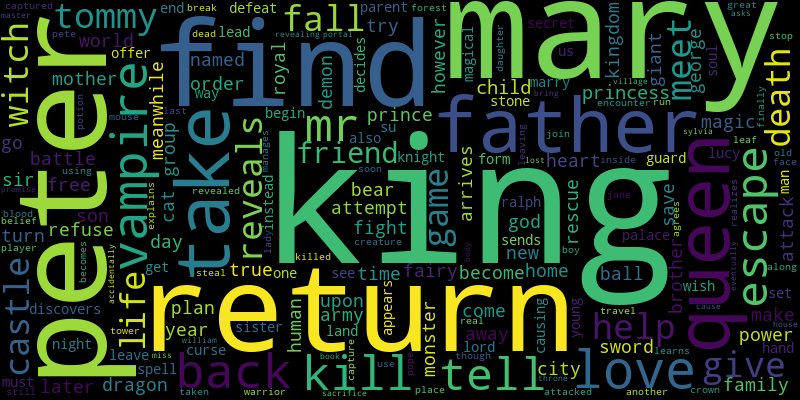 captured
master
pete
peter
tommy
witch
world
mother
go
battle
sir
free
using
promise
blood
belief
turn
player
becomes
castle
discovers
night
must
still
later
potion
mouse
accidentally
tower
leave
spell
dragon
end
break
defeat
dead
lead
find
named
order
way
offer
meanwhile
vampire
group
explains
cat
son
refuse
day
get
life
take
last
revealed
reveals
royal
return
true
steal
one
plan
year
william
miss
curse
sister
taken
warrior
back
fall
revealing
portal
try
parent
decides
demon
mr
friend
instead
manages
lady
begin
also
prince
su
knight
soon
bear
attempt
fight
creature
killed
king
see
time
human
upon
army
land
book
capture
kill
sacrifice
appears
use
pope
though
place
monster
real
tell
fairy
become
game
arrives
body
forest
however
magical
daughter
mary
father
form
sends
new
home
god
ralph
leaving
child
stone
marry
join
lost
heart
inside
boy
rescue
come
away
lord
causing
city
attacked
throne
young
love
sword
another
learns
help
travel
ball
palace
save
brother
agrees
jane
guard
kingdom
village
bring
secret
us
giant
george
princess
encounter
run
meet
soul
magic
lucy
sylvia
leaf
queen
realizes
eventually
wish
cause
give
crown
family
power
make
hand
house
set
along
attack
man
escape
old
face
death
finally
great
asks
stop